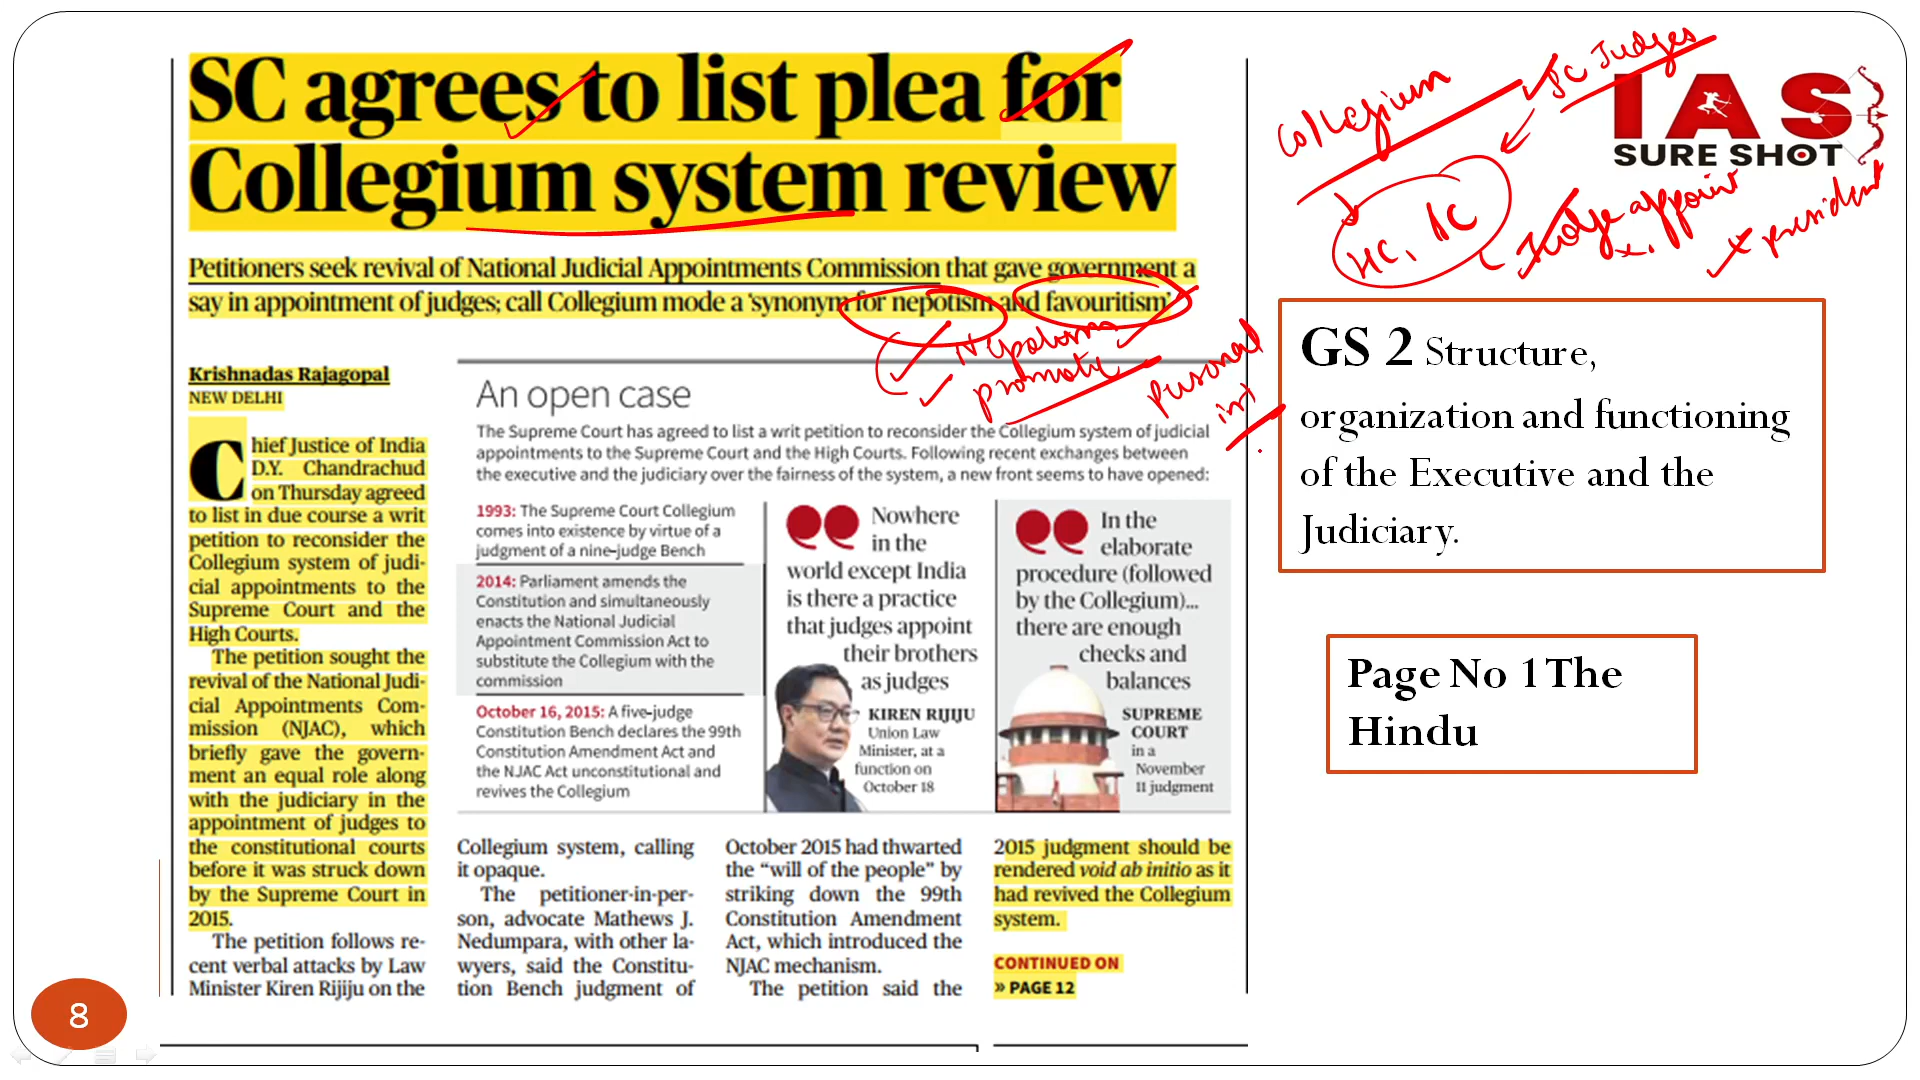 SC agrees to list plea for
Collegium system review
Petitioners seek revival of National Judicial Appointments Commission that gave government a
say in appointment of judges; call Collegium mode a ‘synonym for nepotism and favouritism’
Krishnadas Rajagopal
NEW DELHI
Chief Justice of India
D.Y. Chandrachud
on Thursday agreed
to list in due course a writ
petition to reconsider the
Collegium system of judi-
cial appointments to the
Supreme Court and the
High Courts.
The petition sought the
revival of the National Judi-
cial Appointments Com-
mission (NJAC), which
briefly gave the govern-
ment an equal role along
with the judiciary in the
appointment of judges to
the constitutional courts
before it was struck down
by the Supreme Court in
2015.
The petition follows re-
cent verbal attacks by Law
Minister Kiren Rijiju on the
An open case
The Supreme Court has agreed to list a writ petition to reconsider the Collegium system of judicial
appointments to the Supreme Court and the High Courts. Following recent exchanges between
the executive and the judiciary over the fairness of the system, a new front seems to have opened:
1993: The Supreme Court Collegium
comes into existence by virtue of a
judgment of a nine-judge Bench
2014: Parliament amends the
Constitution and simultaneously
enacts the National Judicial
Appointment Commission Act to
substitute the Collegium with the
commission
October 16, 2015: A five-judge
Constitution Bench declares the 99th
Constitution Amendment Act and
the NJAC Act unconstitutional and
revives the Collegium
Nowhere
in the
world except India
is there a practice
that judges appoint
their brothers
as judges
KIREN RIJIJU
Union Law
Minister, at a
function on
October 18
In the
elaborate
procedure (followed
by the Collegium)...
there are enough
checks and
balances
SUPREME
COURT
in a
November
11 judgment
Collegium system, calling
it opaque.
The petitioner-in-per-
son, advocate Mathews J.
Nedumpara, with other la-
wyers, said the Constitu-
tion Bench judgment of
October 2015 had thwarted
the “will of the people” by
striking down the 99th
Constitution Amendment
Act, which introduced the
NJAC mechanism.
The petition said the
2015 judgment should be
rendered void ab initio as it
had revived the Collegium
system.
CONTINUED ON
» PAGE 12
Nepotism
promote
Personal
int
Collegium
SC Judges
HC, SC
Judge appoint
president
IAS
SURE SHOT
GS 2 Structure,
organization and functioning
of the Executive and the
Judiciary.
Page No 1 The
Hindu
8